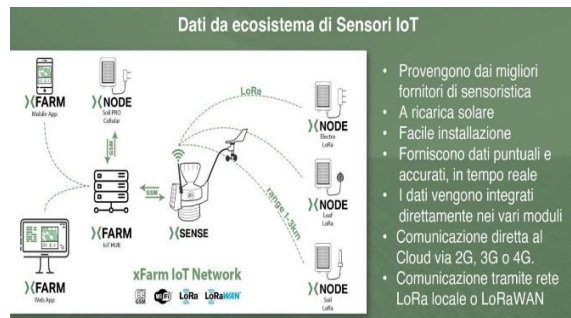 Dati da ecosistema di Sensori IoT
XFARM
Mobile App
XNODE
Soil PRO
Cellular
GSM
XFARM
IoT HUB
GSM
XSENSE
XFARM
Web App
LoRa
range 1-3km
XNODE
Electro
LoRa
XNODE
Leaf
LoRa
XNODE
Soil
LoRa
xFarm IoT Network
GSM
WiFi
LoRa
LoRaWAN
• Provengono dai migliori
fornitori di sensoristica
• A ricarica solare
• Facile installazione
• Forniscono dati puntuali e
accurati, in tempo reale
• I dati vengono integrati
direttamente nei vari moduli
• Comunicazione diretta al
Cloud via 2G, 3G o 4G.
• Comunicazione tramite rete
LoRa locale o LoRaWAN